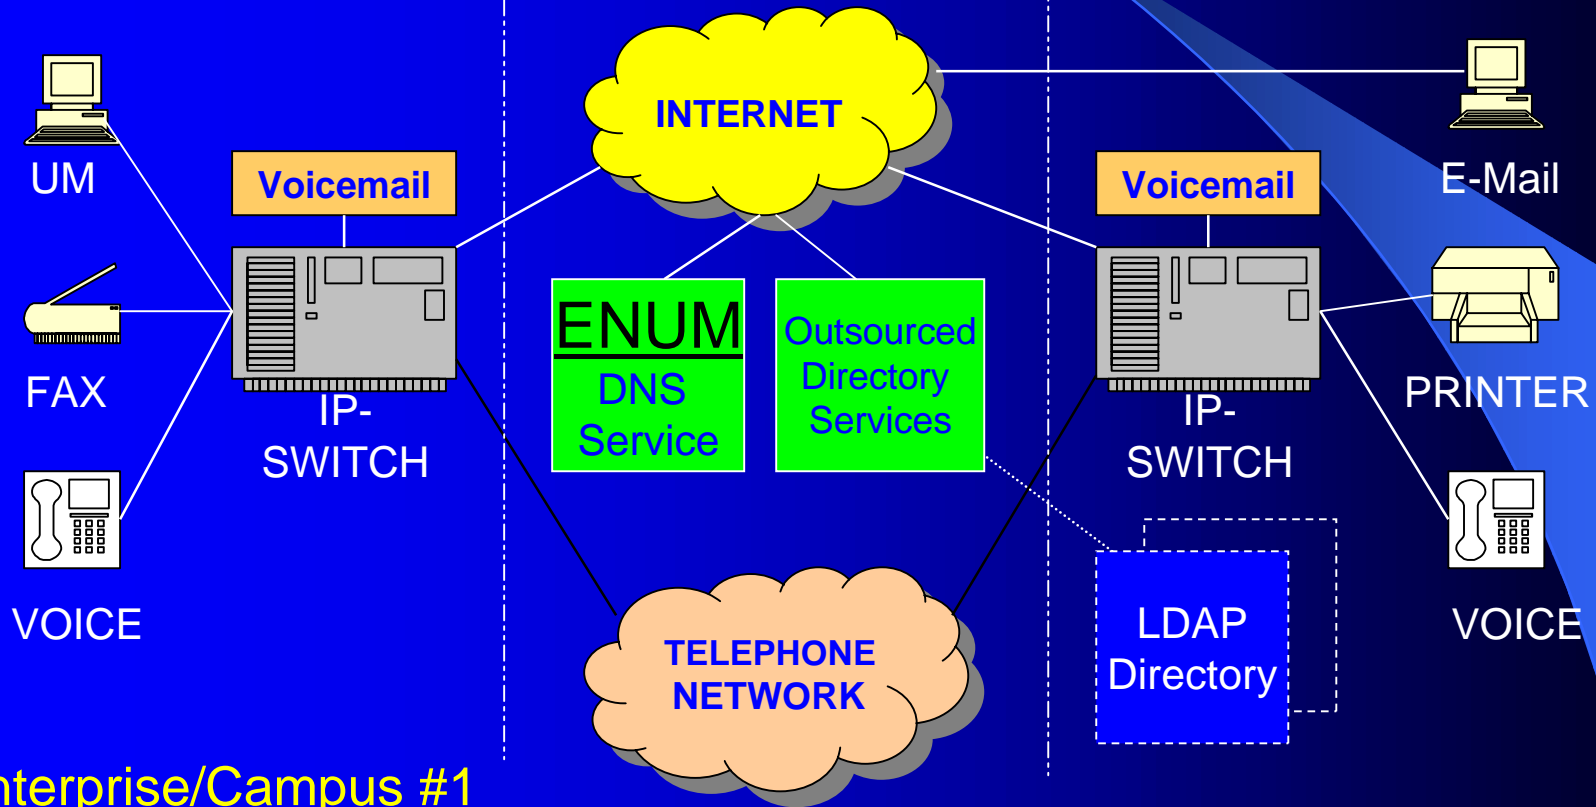 INTERNET
UM
Voicemail
Voicemail
E-Mail
ENUM
DNS
Service
Outsourced
Directory
Services
FAX
IP-
SWITCH
IP-
SWITCH
PRINTER
VOICE
TELEPHONE
NETWORK
LDAP
Directory
VOICE
nterprise/Campus #1